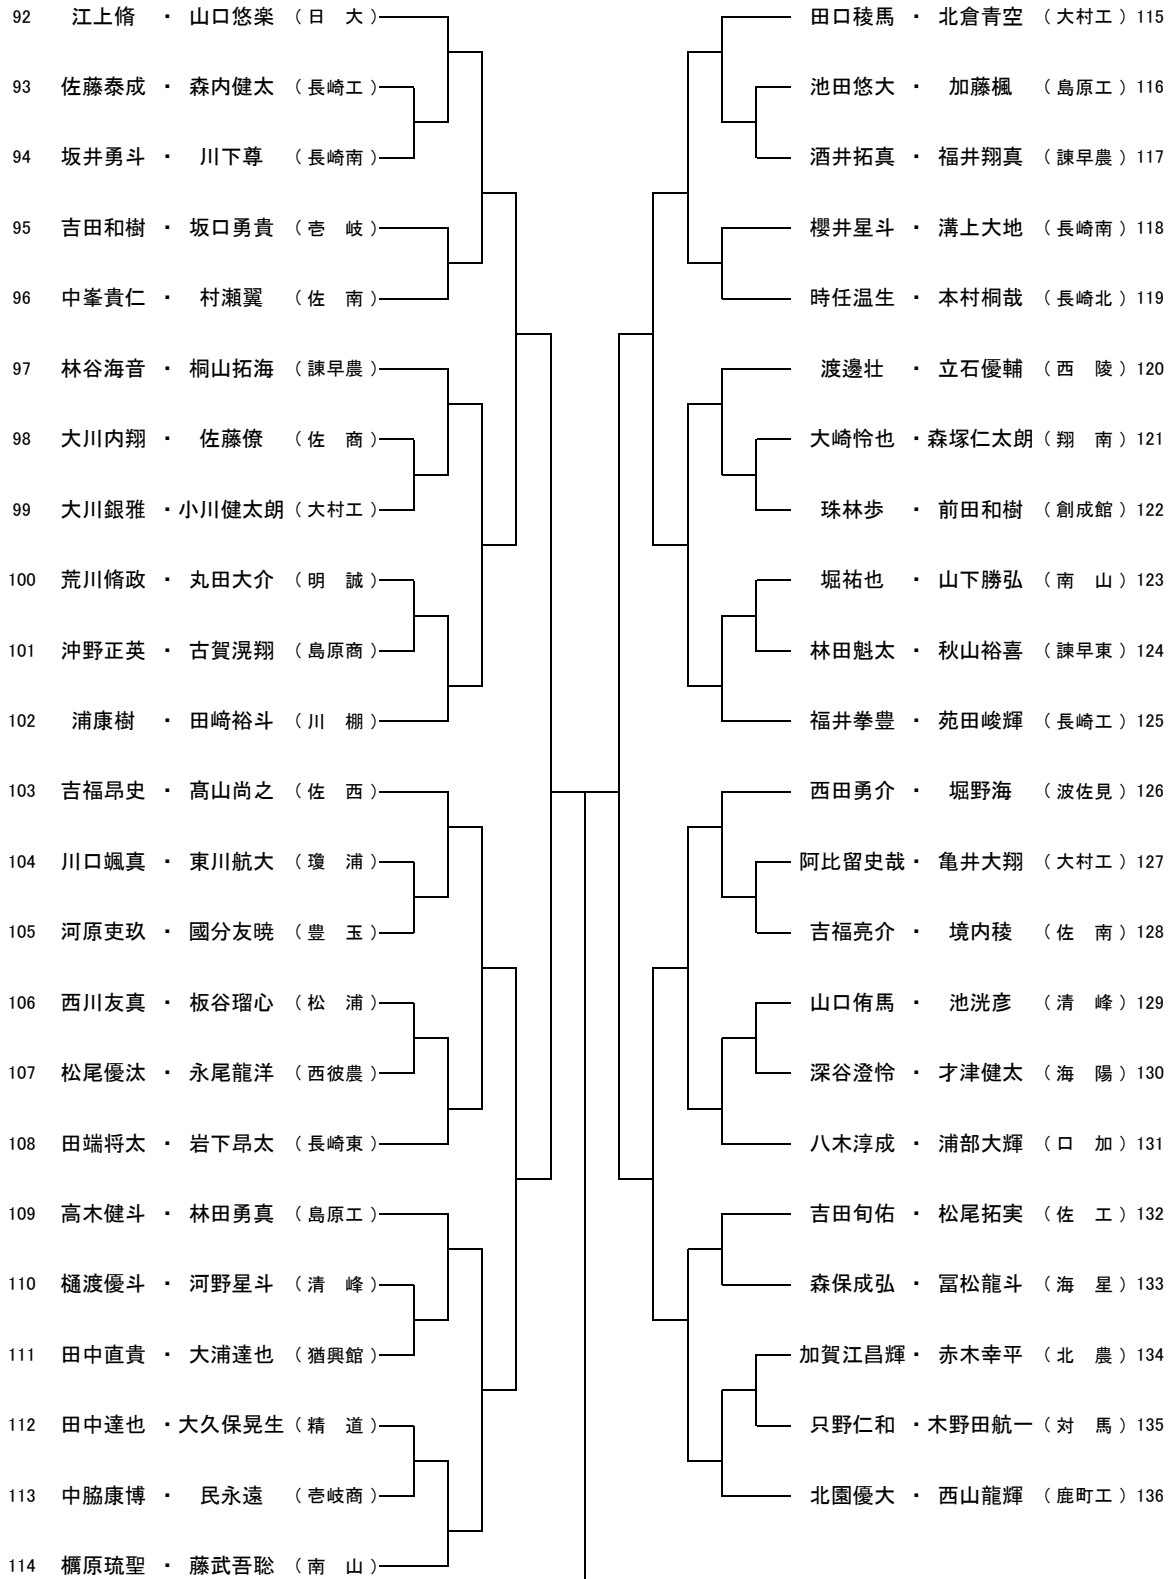 92 江上脩 ・ 山口悠楽 （日 大）
93 佐藤泰成 ・ 森内健太 （長崎工）
94 坂井勇斗 ・ 川下尊 （長崎南）
95 吉田和樹 ・ 坂口勇貴 （壱 岐）
96 中峯貴仁 ・ 村瀬翼 （佐 南）
97 林谷海音 ・ 桐山拓海 （諫早農）
98 大川内翔 ・ 佐藤僚 （佐 商）
99 大川銀雅 ・小川健太朗（大村工）
100 荒川脩政 ・ 丸田大介 （明 誠）
101 沖野正英 ・ 古賀滉翔 （島原商）
102 浦康樹 ・ 田﨑裕斗 （川 棚）
103 吉福昂史 ・ 髙山尚之 （佐 西）
104 川口颯真 ・ 東川航大 （瓊 浦）
105 河原吏玖 ・ 國分友暁 （豊 玉）
106 西川友真 ・ 板谷瑠心 （松 浦）
107 松尾優汰 ・ 永尾龍洋 （西彼農）
108 田端将太 ・ 岩下昂太 （長崎東）
109 高木健斗 ・ 林田勇真 （島原工）
110 樋渡優斗 ・ 河野星斗 （清 峰）
111 田中直貴 ・ 大浦達也 （猶興館）
112 田中達也 ・大久保晃生（精 道）
113 中脇康博 ・ 民永遠 （壱岐商）
114 櫃原琉聖 ・ 藤武吾聡 （南 山）
田口稜馬 ・ 北倉青空 （大村工）115
池田悠大 ・ 加藤楓 （島原工）116
酒井拓真 ・ 福井翔真 （諫早農）117
櫻井星斗 ・ 溝上大地 （長崎南）118
時任温生 ・ 本村桐哉 （長崎北）119
渡邊壮 ・ 立石優輔 （西 陵）120
大崎怜也 ・森塚仁太朗（翔 南）121
珠林歩 ・ 前田和樹 （創成館）122
堀祐也 ・ 山下勝弘 （南 山）123
林田魁太 ・ 秋山裕喜 （諫早東）124
福井拳豊 ・ 苑田峻輝 （長崎工）125
西田勇介 ・ 堀野海 （波佐見）126
阿比留史哉・ 亀井大翔 （大村工）127
吉福亮介 ・ 境内稜 （佐 南）128
山口侑馬 ・ 池洸彦 （清 峰）129
深谷澄怜 ・ 才津健太 （海 陽）130
八木淳成 ・ 浦部大輝 （口 加）131
吉田旬佑 ・ 松尾拓実 （佐 工）132
森保成弘 ・ 冨松龍斗 （海 星）133
加賀江昌輝・ 赤木幸平 （北 農）134
只野仁和 ・木野田航一（対 馬）135
北園優大 ・ 西山龍輝 （鹿町工）136